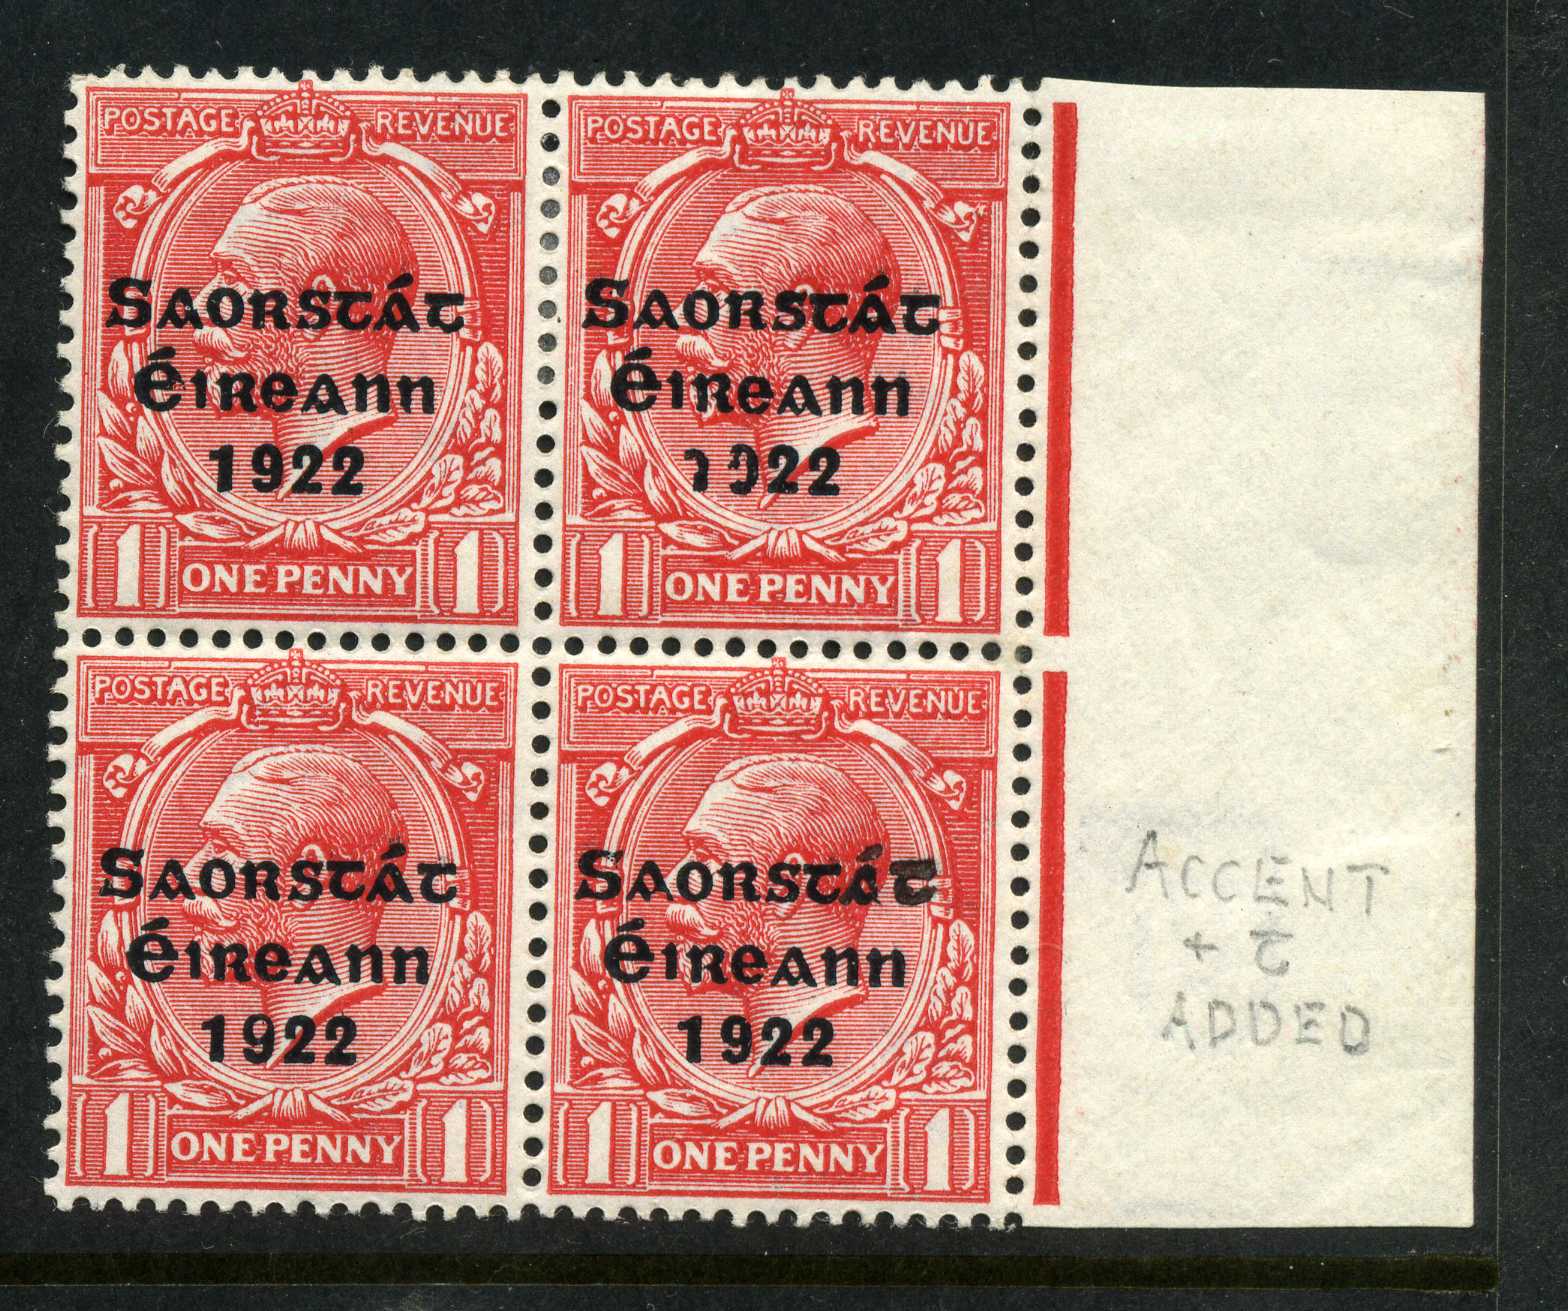 POSTAGE REVENUE
SAORSTÁT
ÉIREANN
1922
1 ONE PENNY 1
POSTAGE REVENUE
SAORSTÁT
ÉIREANN
1922
1 ONE PENNY 1
POSTAGE REVENUE
SAORSTÁT
ÉIREANN
1922
1 ONE PENNY 1
POSTAGE REVENUE
SAORSTÁT
ÉIREANN
1922
1 ONE PENNY 1
ACCENT
+ T
ADDED